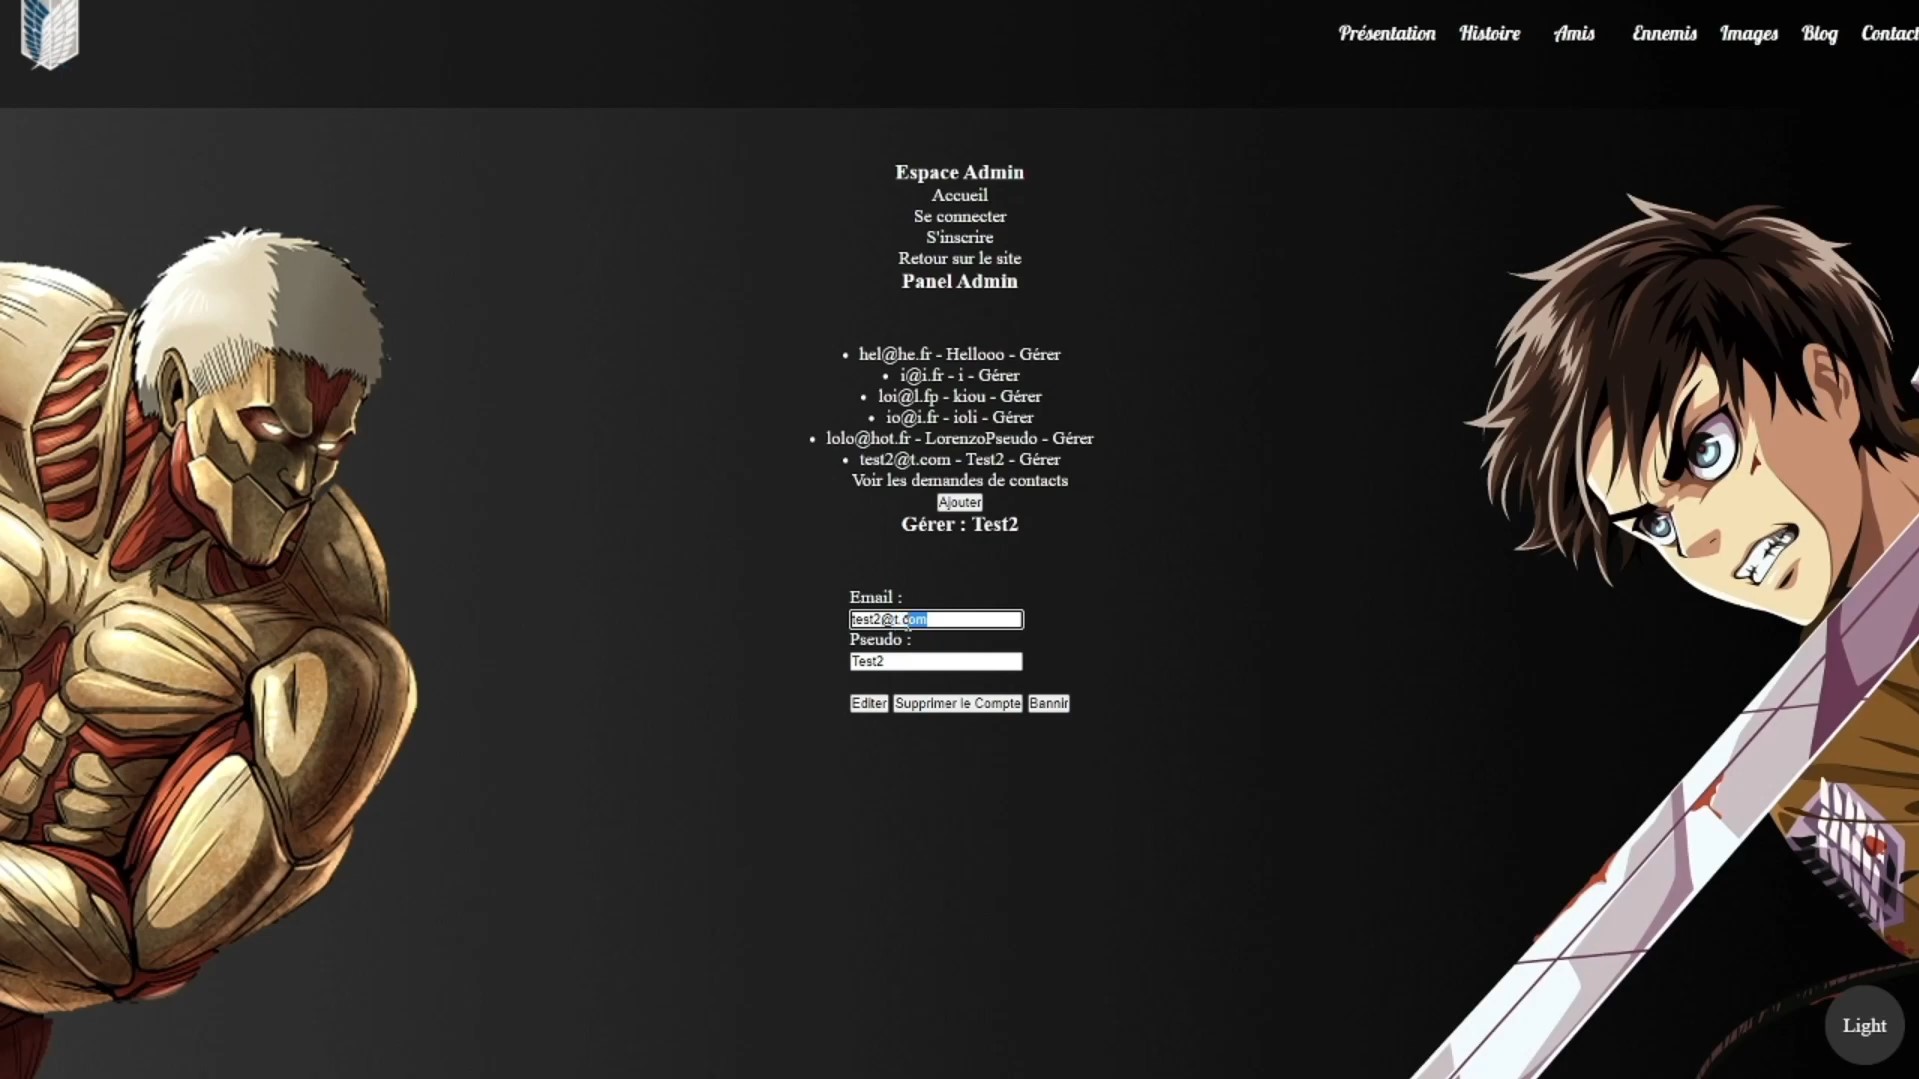 Présentation Histoire Amis Ennemis Images Blog Contact
Espace Admin
Accueil
Se connecter
S'inscrire
Retour sur le site
Panel Admin
• hel@he.fr - Hellooo - Gérer
• i@i.fr - i - Gérer
• loi@l.fp - kiou - Gérer
• io@i.fr - ioli - Gérer
• lolo@hot.fr - LorenzoPseudo - Gérer
• test2@t.com - Test2 - Gérer
Voir les demandes de contacts
Ajouter
Gérer : Test2
Email :
test2@t.com
Pseudo :
Test2
Editer Supprimer le Compte Bannir
Light